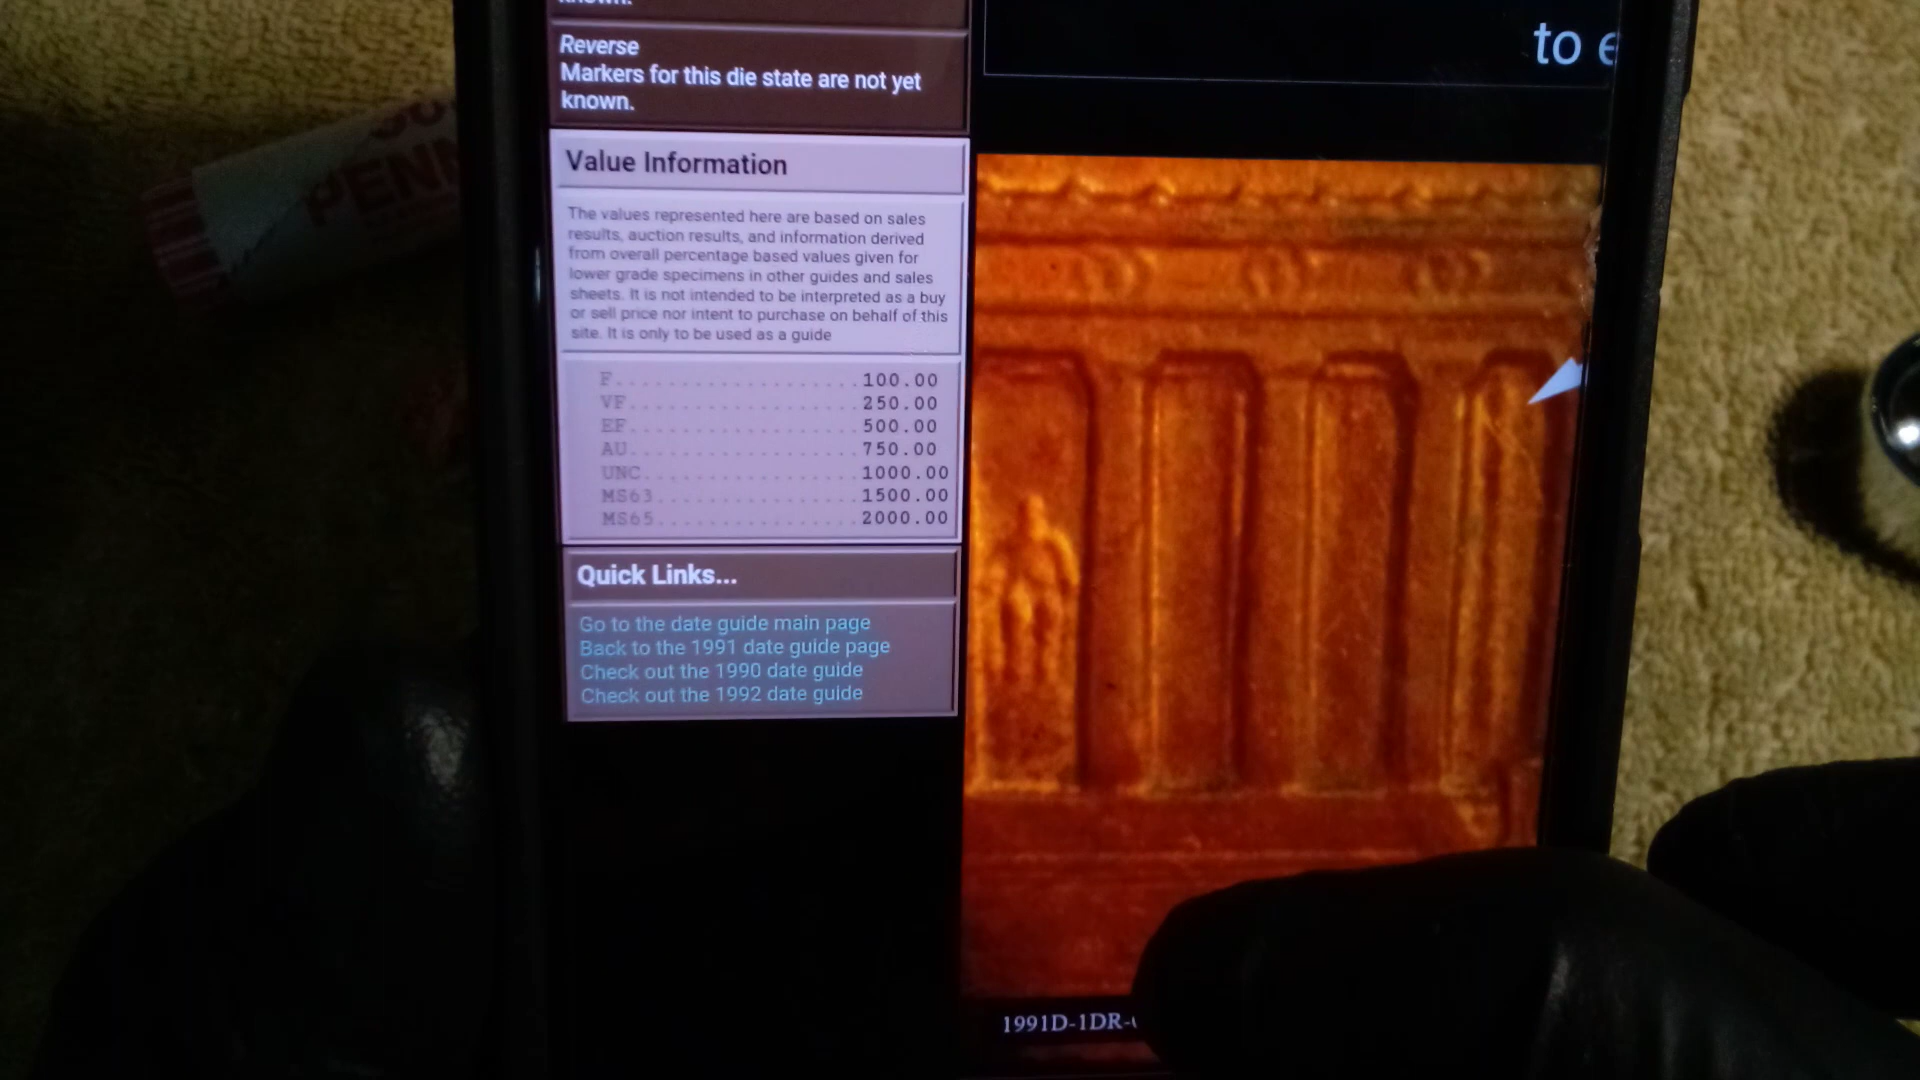 known.
Reverse
Markers for this die state are not yet
known.
Value Information
The values represented here are based on sales
results, auction results, and information derived
from overall percentage based values given for
lower grade specimens in other guides and sales
sheets. It is not intended to be interpreted as a buy
or sell price nor intent to purchase on behalf of this
site. It is only to be used as a guide
F...................100.00
VF..................250.00
EF..................500.00
AU..................750.00
UNC.................1000.00
MS63................1500.00
MS65................2000.00
Quick Links...
Go to the date guide main page
Back to the 1991 date guide page
Check out the 1990 date guide
Check out the 1992 date guide
to
1991D-1DR-
PENN